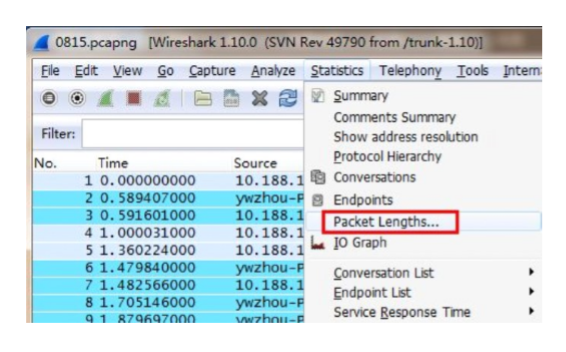 0815.pcapng [Wireshark 1.10.0 (SVN Rev 49790 from /trunk-1.10)]
File Edit View Go Capture Analyze Statistics Telephony Tools Intern
Filter:
Summary
Comments Summary
Show address resolution
Protocol Hierarchy
Conversations
Endpoints
Packet Lengths...
IO Graph
Conversation List
Endpoint List
Service Response Time
No. Time Source
1 0.000000000 10.188.1
2 0.589407000 ywzhou-P
3 0.591601000 10.188.1
4 1.000031000 10.188.1
5 1.360224000 10.188.1
6 1.479840000 ywzhou-P
7 1.482566000 10.188.1
8 1.705146000 ywzhou-P
9 1.879697000 ywzhou-P